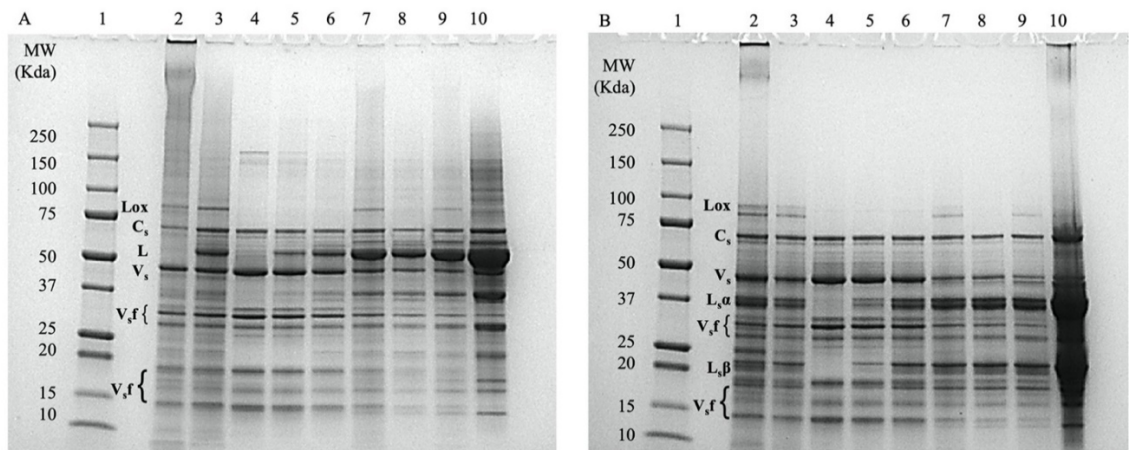 A 1 2 3 4 5 6 7 8 9 10
MW
(Kda)
250
150
100
75
50
37
25
20
15
10
Lox
Cₛ
L
Vₛ
Vₛf {
Vₛf {
B 1 2 3 4 5 6 7 8 9 10
MW
(Kda)
250
150
100
75
50
37
25
20
15
10
Lox
Cₛ
Vₛ
Lₛα
Vₛf {
Lₛβ
Vₛf {